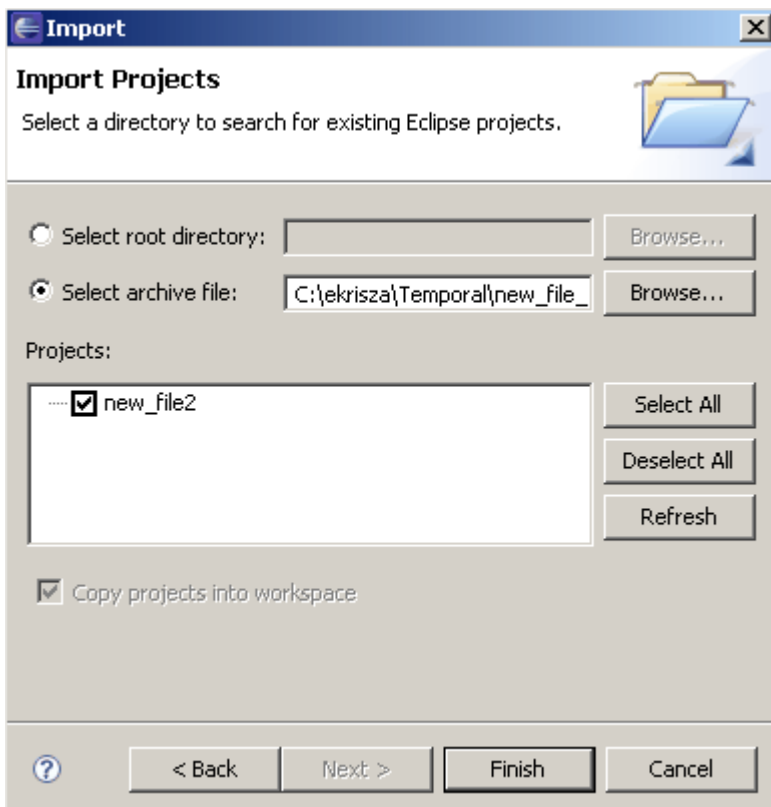 Import
Import Projects
Select a directory to search for existing Eclipse projects.
Select root directory:
Browse...
Select archive file:
C:\ekrisza\Temporal\new_file_
Browse...
Projects:
new_file2
Select All
Deselect All
Refresh
Copy projects into workspace
?
< Back
Next >
Finish
Cancel